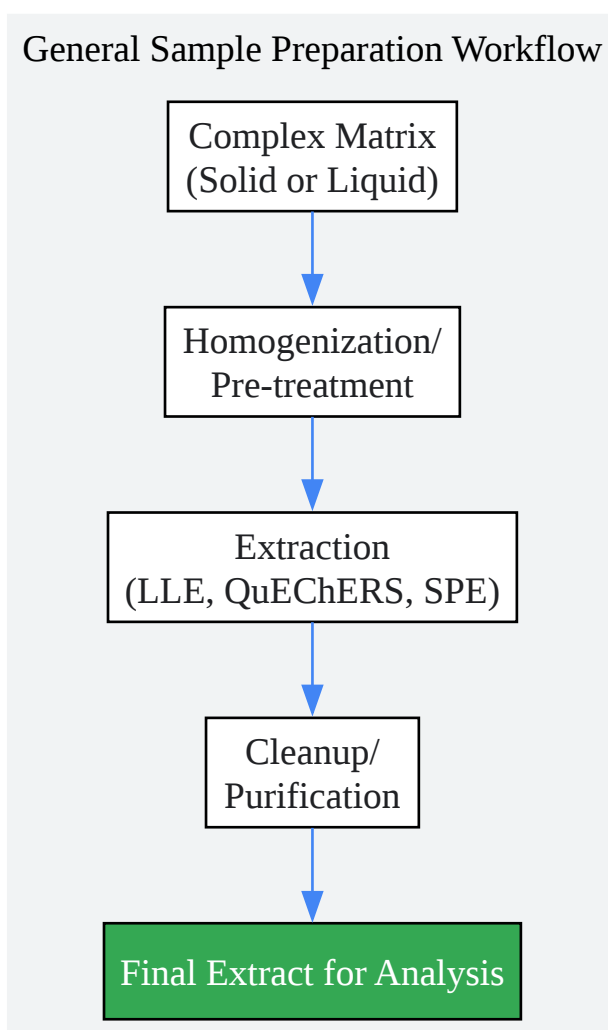 General Sample Preparation Workflow
Complex Matrix
(Solid or Liquid)
Homogenization/
Pre-treatment
Extraction
(LLE, QuEChERS, SPE)
Cleanup/
Purification
Final Extract for Analysis